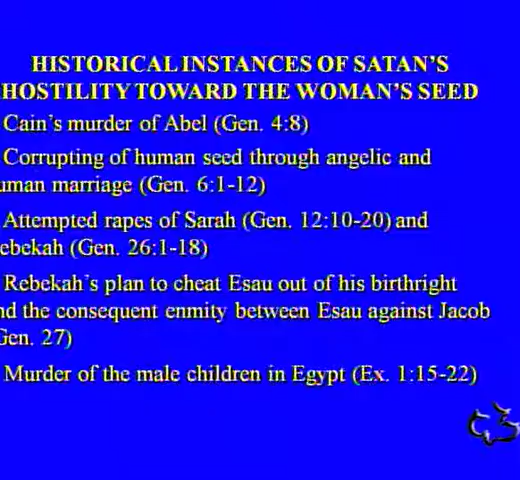 HISTORICAL INSTANCES OF SATAN'S
HOSTILITY TOWARD THE WOMAN'S SEED
Cain's murder of Abel (Gen. 4:8)
Corrupting of human seed through angelic and
uman marriage (Gen. 6:1-12)
Attempted rapes of Sarah (Gen. 12:10-20) and
ebekah (Gen. 26:1-18)
Rebekah's plan to cheat Esau out of his birthright
nd the consequent enmity between Esau against Jacob
Gen. 27)
Murder of the male children in Egypt (Ex. 1:15-22)